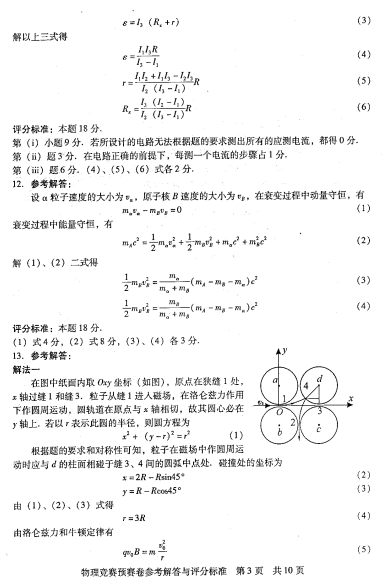 ε=I₃ (Rₓ+r) (3)
解以上三式得
ε=I₁I₃R/(I₃-I₁) (4)
r=(I₁I₂+I₁I₃-I₂I₃)/(I₂(I₃-I₁))R (5)
Rₓ=I₃(I₂-I₁)/(I₂(I₃-I₁))R (6)
评分标准：本题18分.
第（i）小题9分. 若所设计的电路无法根据题的要求测出所有的应测电流，都得0分.
第（ii）题3分. 在电路正确的前提下，每测一个电流的步骤占1分.
第（iii）题6分.（4）、（5）、（6）式各2分.
12. 参考解答：
设α粒子速度的大小为vα，原子核B速度的大小为vB，在衰变过程中动量守恒，有
mαvα-mBvB=0 (1)
衰变过程中能量守恒，有
mAc²=1/2 mαvα²+1/2 mBvB²+mαc²+mBc² (2)
解（1）、（2）二式得
1/2 mBvB²=mα/(mα+mB)(mA-mB-mα)c² (3)
1/2 mαvα²=mB/(mα+mB)(mA-mB-mα)c² (4)
评分标准：本题18分.
（1）式4分，（2）式8分，（3）、（4）各3分.
13. 参考解答：
解法一
在图中纸面内取Oxy坐标（如图），原点在狭缝1处，
x轴过缝1和缝3. 粒子从缝1进入磁场，在洛仑兹力作用
下作圆周运动，圆轨道在原点与x轴相切，故其圆心必在
y轴上. 若以r表示此圆的半径，则圆方程为
x²+(y-r)²=r² (1)
根据题的要求和对称性可知，粒子在磁场中作圆周运
动时应与d的柱面相碰于缝3、4间的圆弧中点处. 碰撞处的坐标为
x=2R-Rsin45° (2)
y=R-Rcos45° (3)
由（1）、（2）、（3）式得
r=3R (4)
由洛仑兹力和牛顿定律有
qv₀B=m v₀²/r (5)
y
a
d
4
1
v₀
O
3
x
2
b
c
物理竞赛预赛卷参考解答与评分标准 第3页 共10页